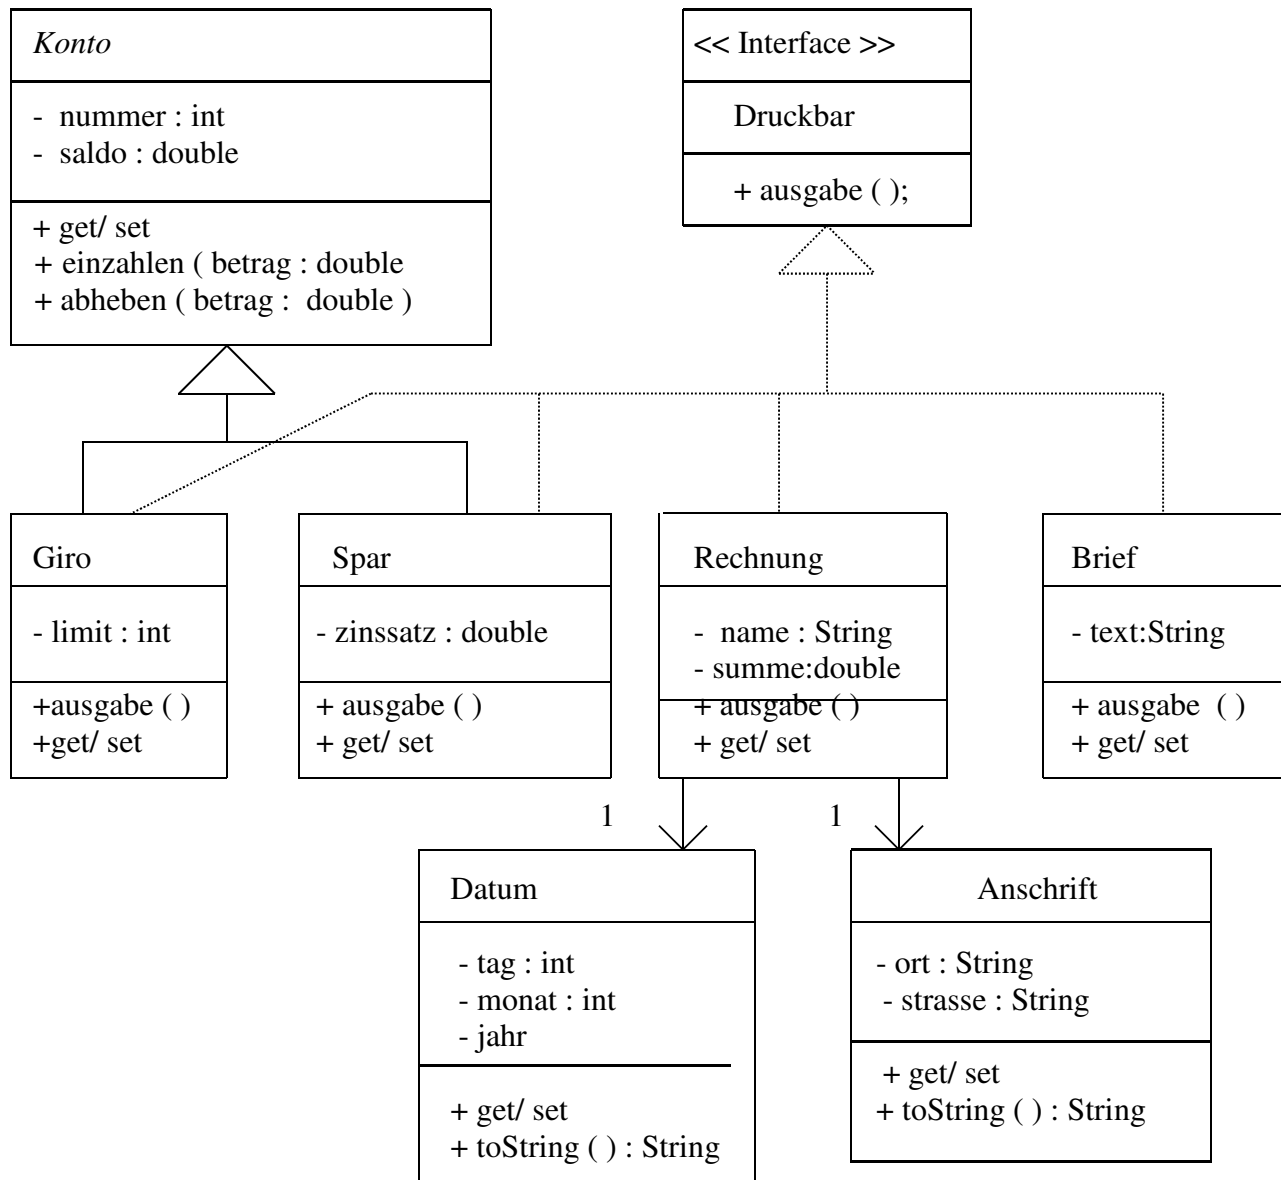 Konto
- nummer : int
- saldo : double
+ get/ set
+ einzahlen ( betrag : double
+ abheben ( betrag : double )
<< Interface >>
Druckbar
+ ausgabe ( );
Giro
- limit : int
+ausgabe ( )
+get/ set
Spar
- zinssatz : double
+ ausgabe ( )
+ get/ set
Rechnung
- name : String
- summe:double
+ ausgabe ( )
+ get/ set
Brief
- text:String
+ ausgabe ( )
+ get/ set
1
1
Datum
- tag : int
- monat : int
- jahr
+ get/ set
+ toString ( ) : String
Anschrift
- ort : String
- strasse : String
+ get/ set
+ toString ( ) : String